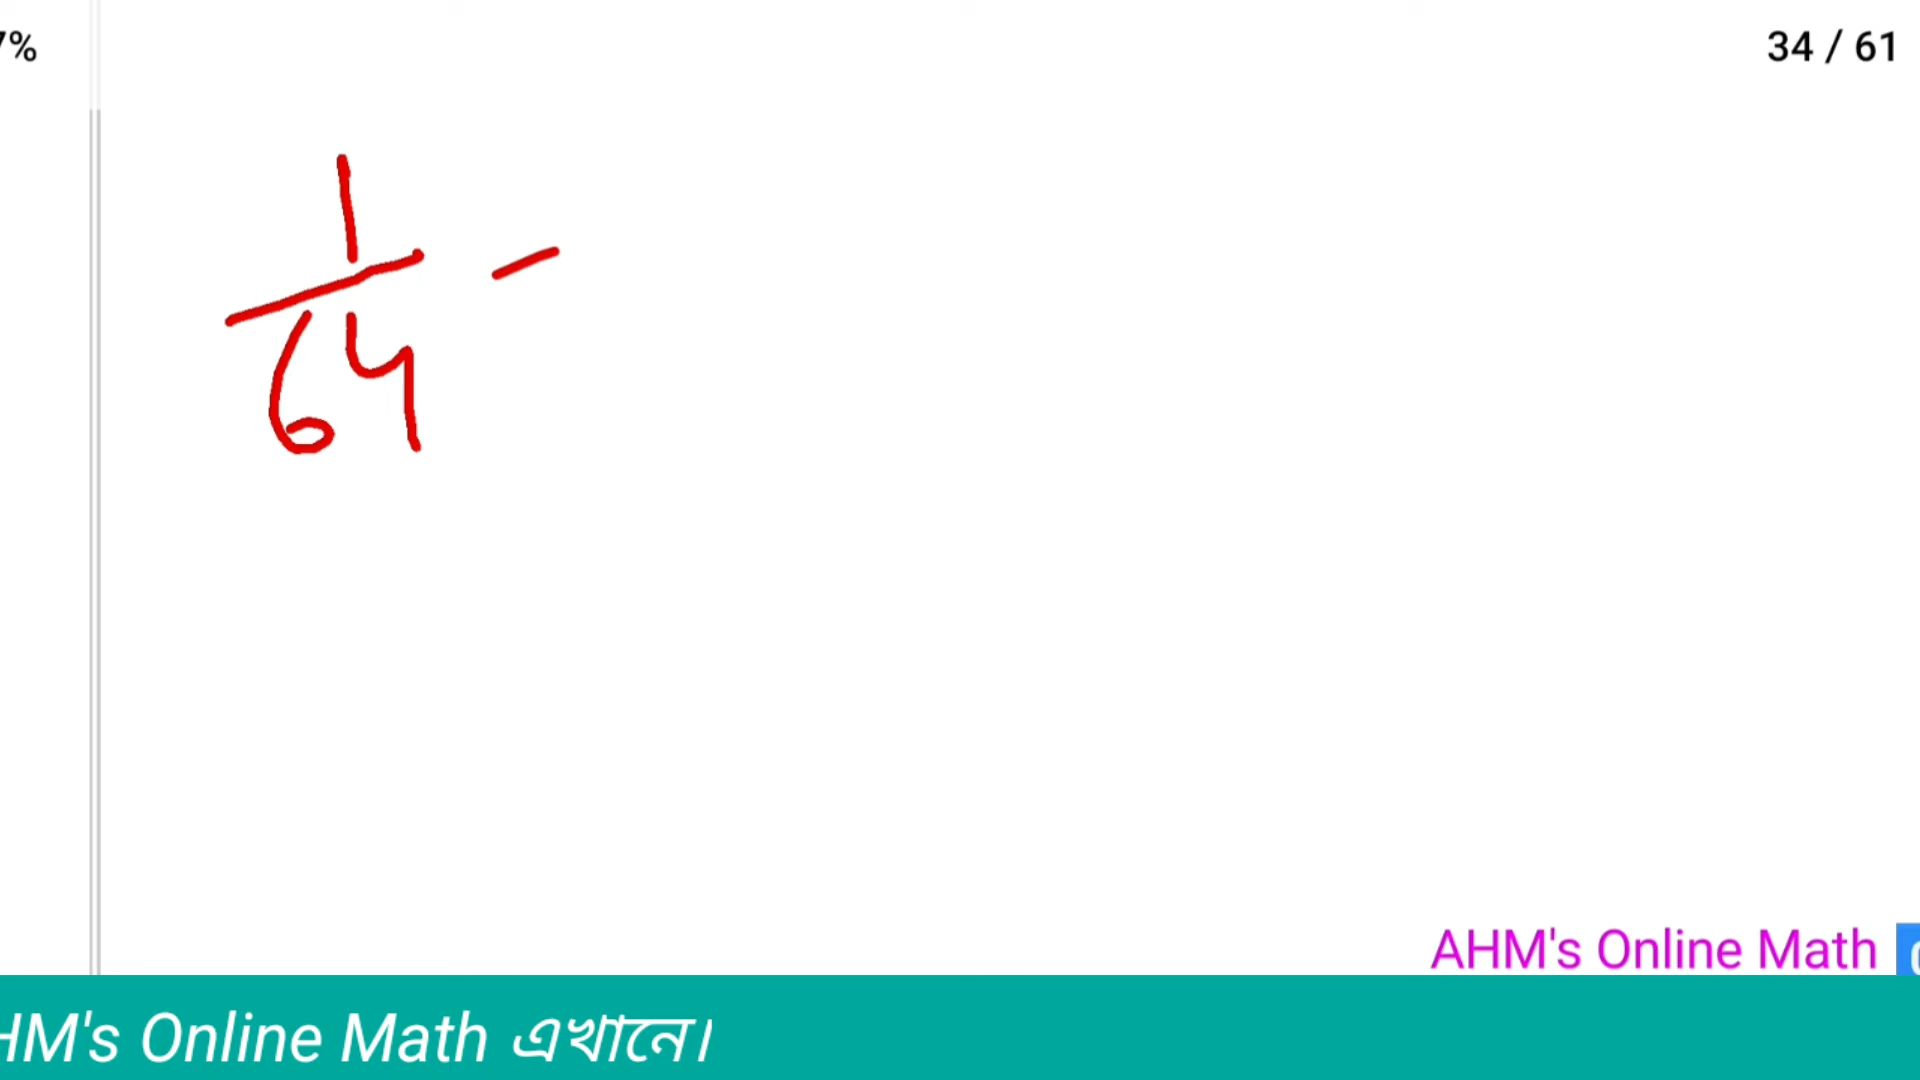 7%
34 / 61
1/64 -
AHM's Online Math
HM's Online Math এখানে।